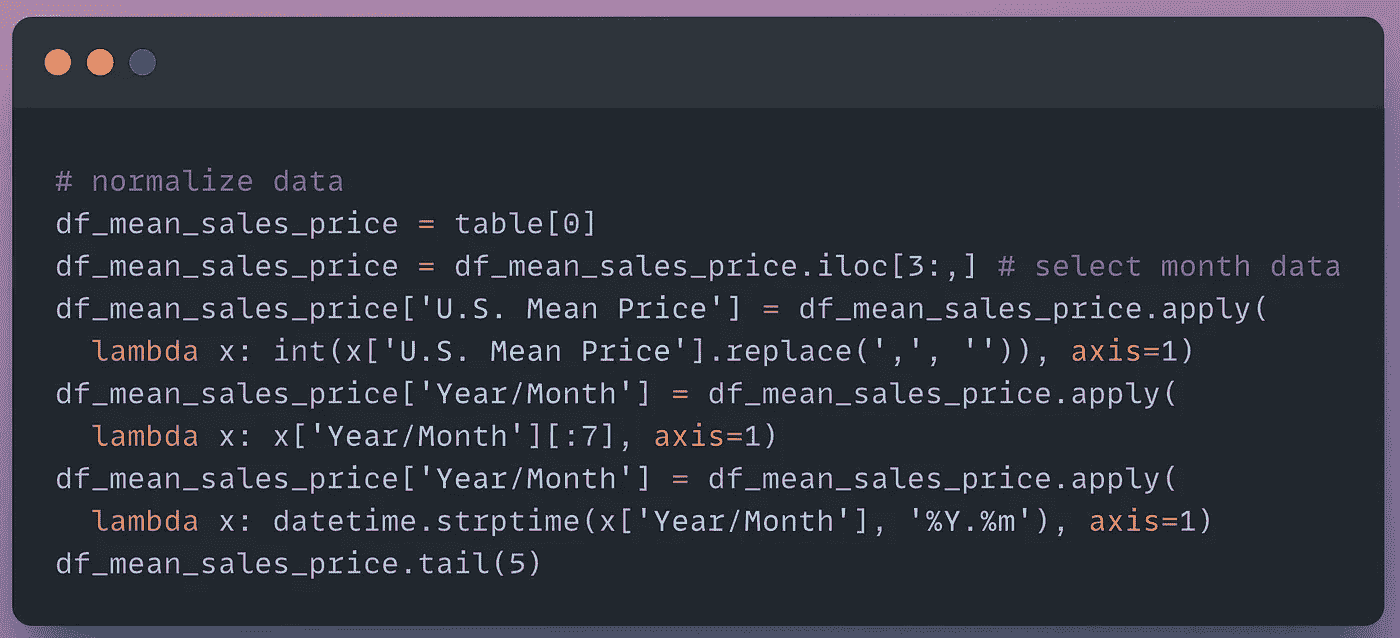 # normalize data
df_mean_sales_price = table[0]
df_mean_sales_price = df_mean_sales_price.iloc[3:,] # select month data
df_mean_sales_price['U.S. Mean Price'] = df_mean_sales_price.apply(
  lambda x: int(x['U.S. Mean Price'].replace(',', '')), axis=1)
df_mean_sales_price['Year/Month'] = df_mean_sales_price.apply(
  lambda x: x['Year/Month'][:7], axis=1)
df_mean_sales_price['Year/Month'] = df_mean_sales_price.apply(
  lambda x: datetime.strptime(x['Year/Month'], '%Y.%m'), axis=1)
df_mean_sales_price.tail(5)